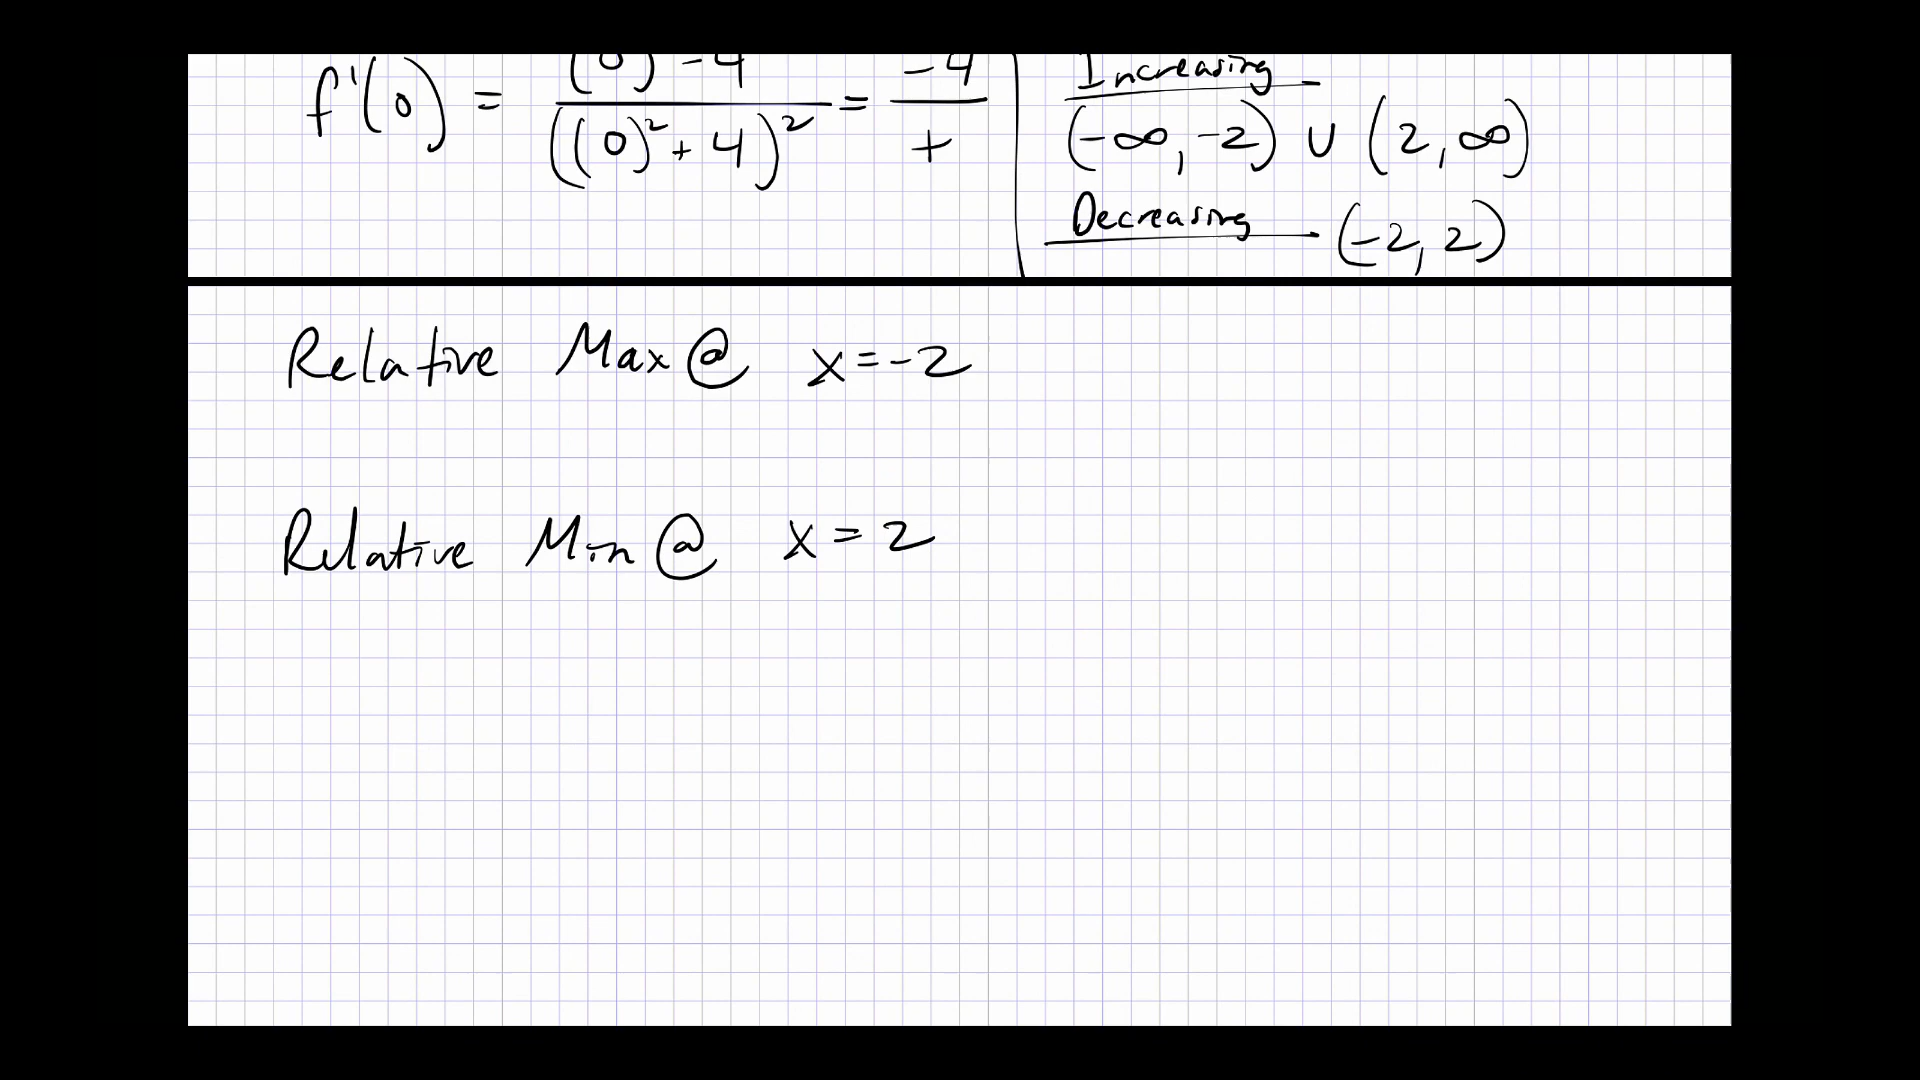 f'(0) = (0) - 4 / ((0)² + 4)² = -4 / +
Increasing
(-∞, -2) ∪ (2, ∞)
Decreasing (-2, 2)
Relative Max @ x = -2
Relative Min @ x = 2